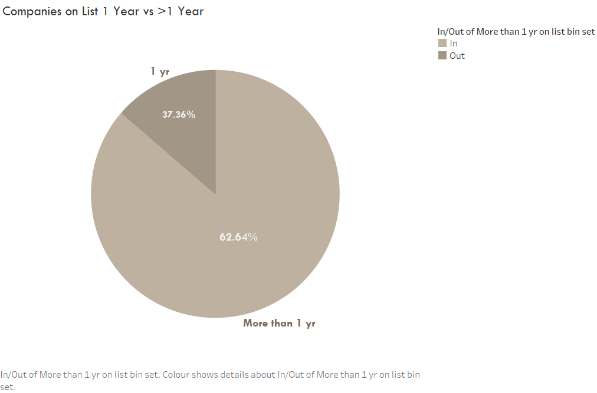 Companies on List 1 Year vs >1 Year
In/Out of More than 1 yr on list bin set
In
Out
1 yr
37.36%
62.64%
More than 1 yr
In/Out of More than 1 yr on list bin set. Colour shows details about In/Out of More than 1 yr on list bin
set.